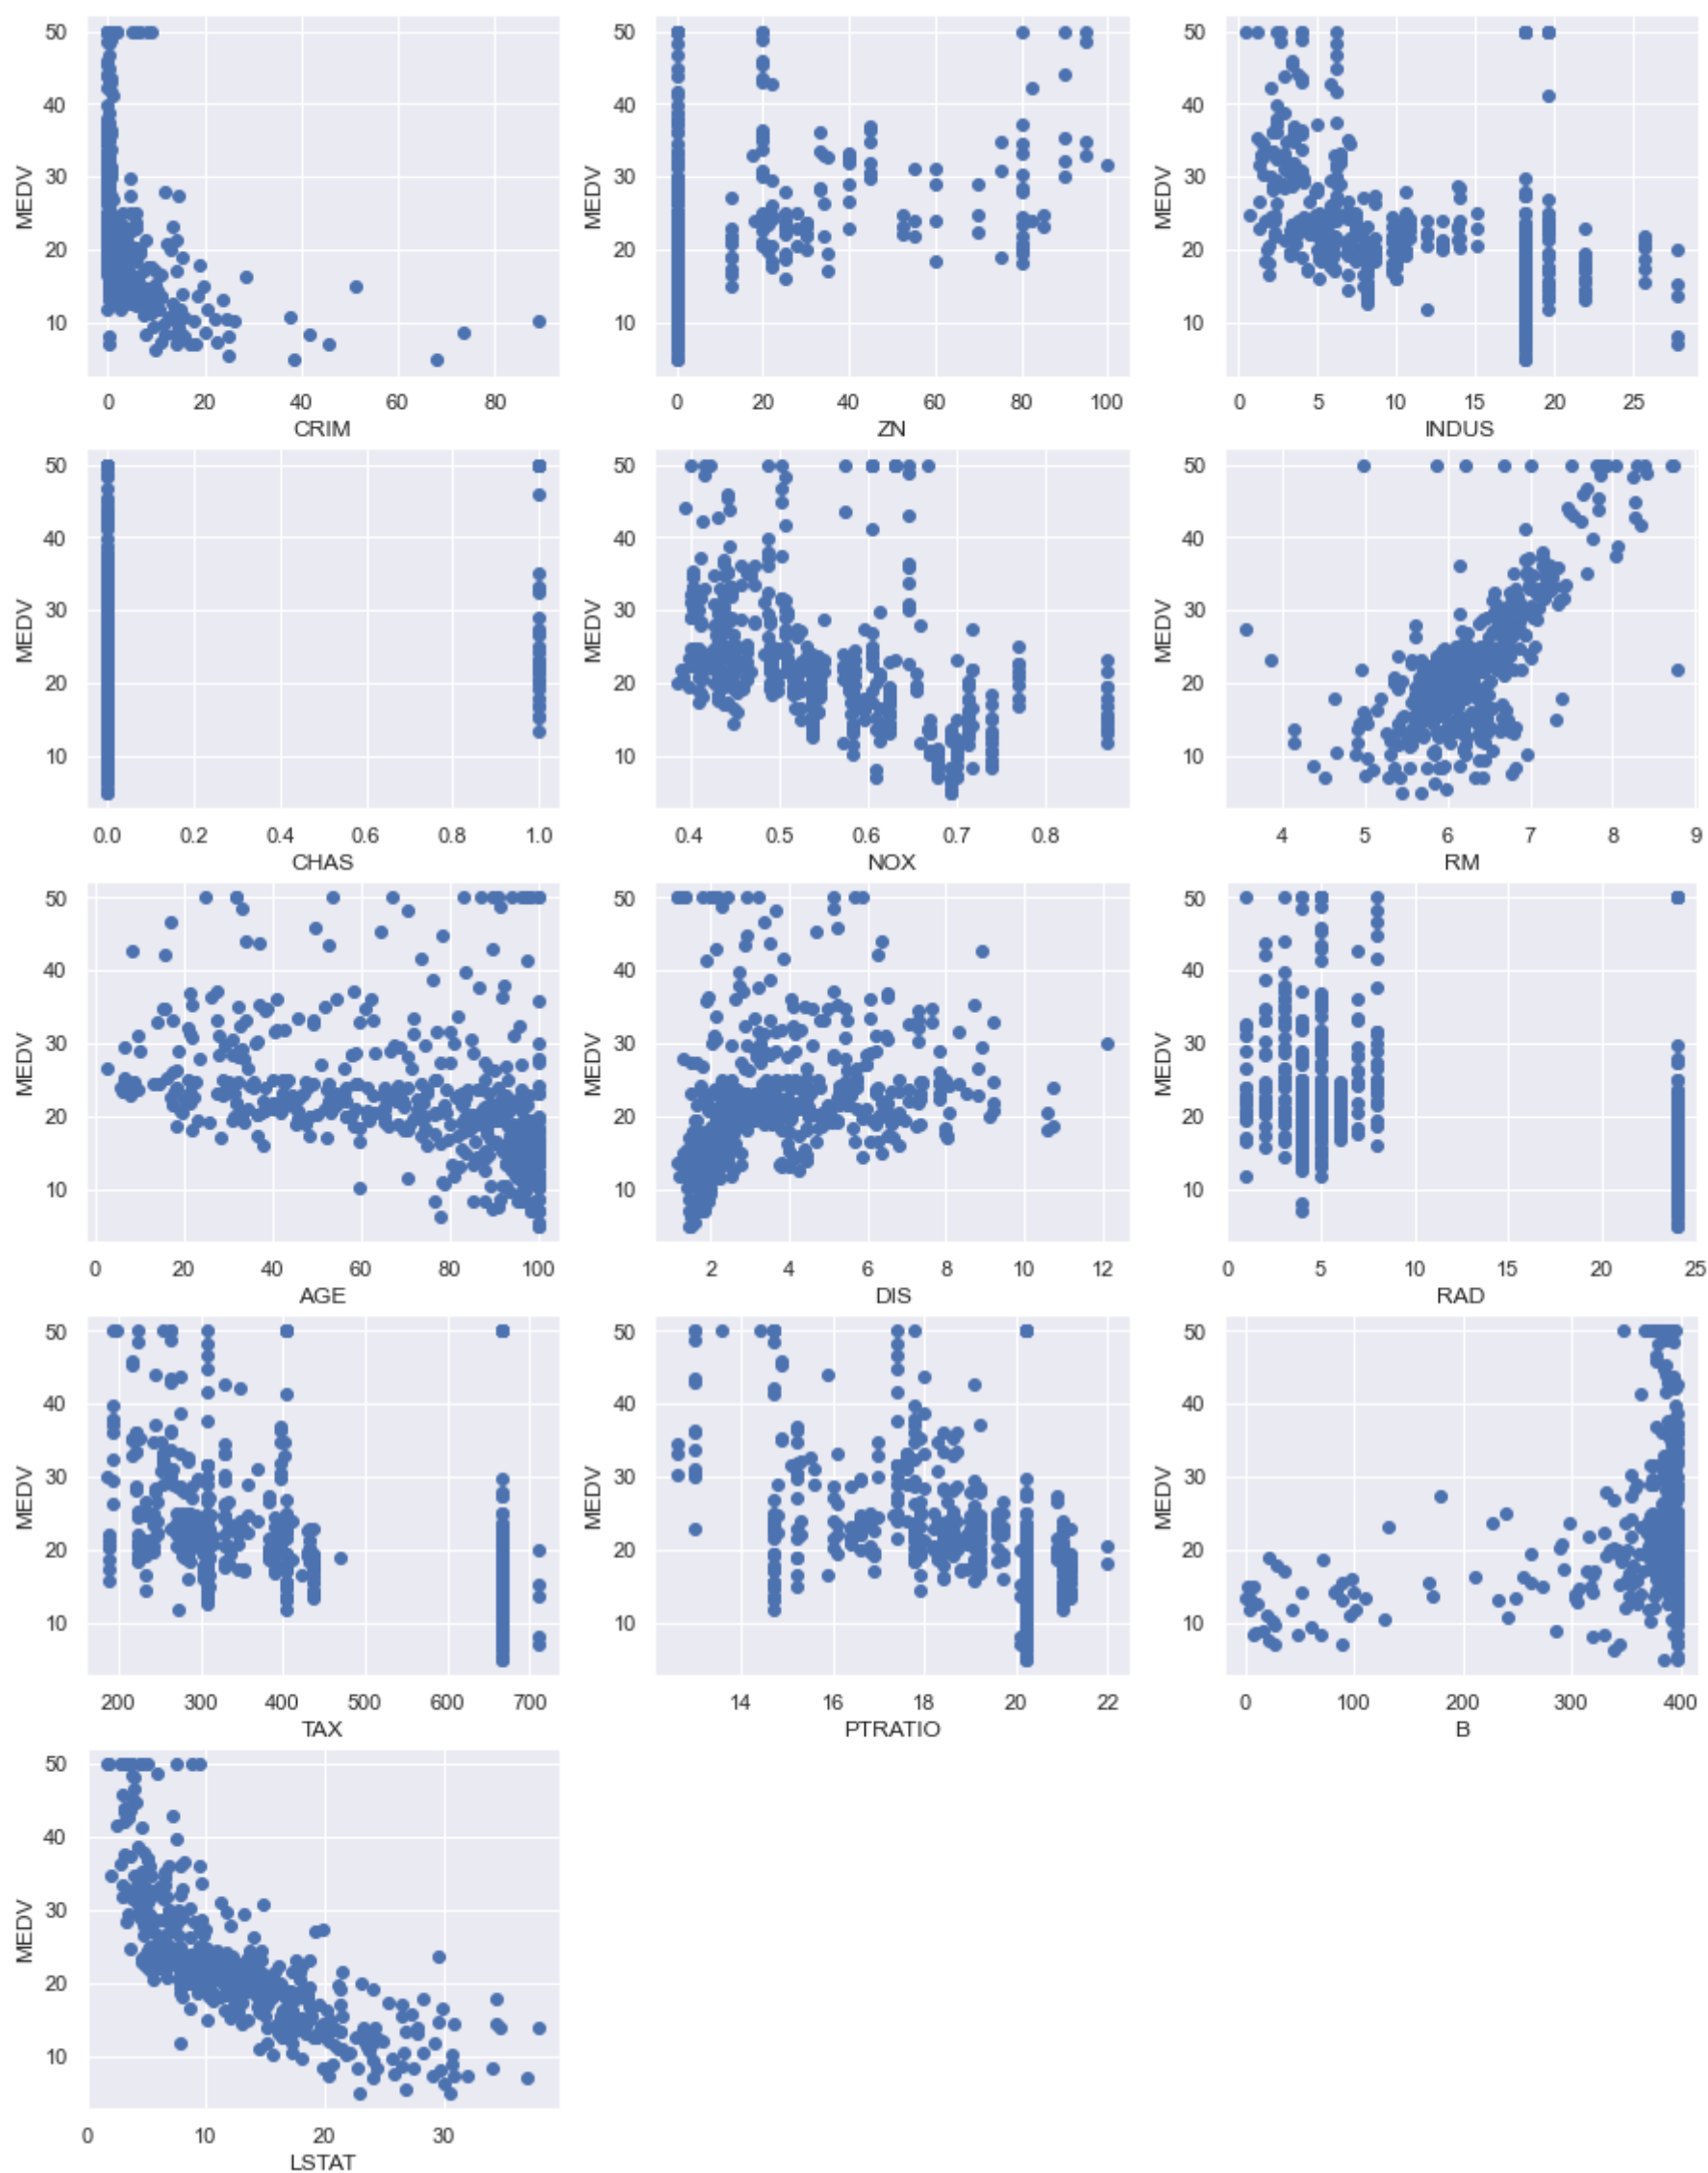 MEDV
50
40
30
20
10
0 20 40 60 80
CRIM
MEDV
50
40
30
20
10
0 20 40 60 80 100
ZN
MEDV
50
40
30
20
10
0 5 10 15 20 25
INDUS
MEDV
50
40
30
20
10
0.0 0.2 0.4 0.6 0.8 1.0
CHAS
MEDV
50
40
30
20
10
0.4 0.5 0.6 0.7 0.8
NOX
MEDV
50
40
30
20
10
4 5 6 7 8 9
RM
MEDV
50
40
30
20
10
0 20 40 60 80 100
AGE
MEDV
50
40
30
20
10
2 4 6 8 10 12
DIS
MEDV
50
40
30
20
10
0 5 10 15 20 25
RAD
MEDV
50
40
30
20
10
200 300 400 500 600 700
TAX
MEDV
50
40
30
20
10
14 16 18 20 22
PTRATIO
MEDV
50
40
30
20
10
0 100 200 300 400
B
MEDV
50
40
30
20
10
0 10 20 30
LSTAT